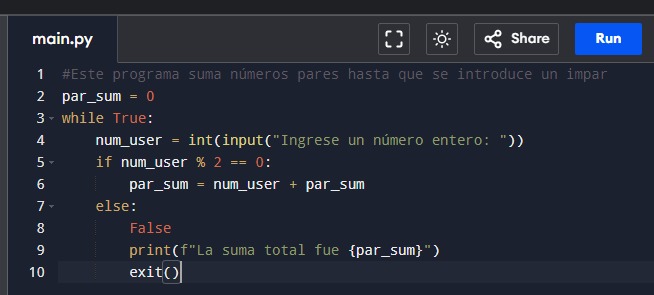 main.py Share Run
1 #Este programa suma números pares hasta que se introduce un impar
2 par_sum = 0
3 while True:
4     num_user = int(input("Ingrese un número entero: "))
5     if num_user % 2 == 0:
6         par_sum = num_user + par_sum
7     else:
8         False
9         print(f"La suma total fue {par_sum}")
10         exit()